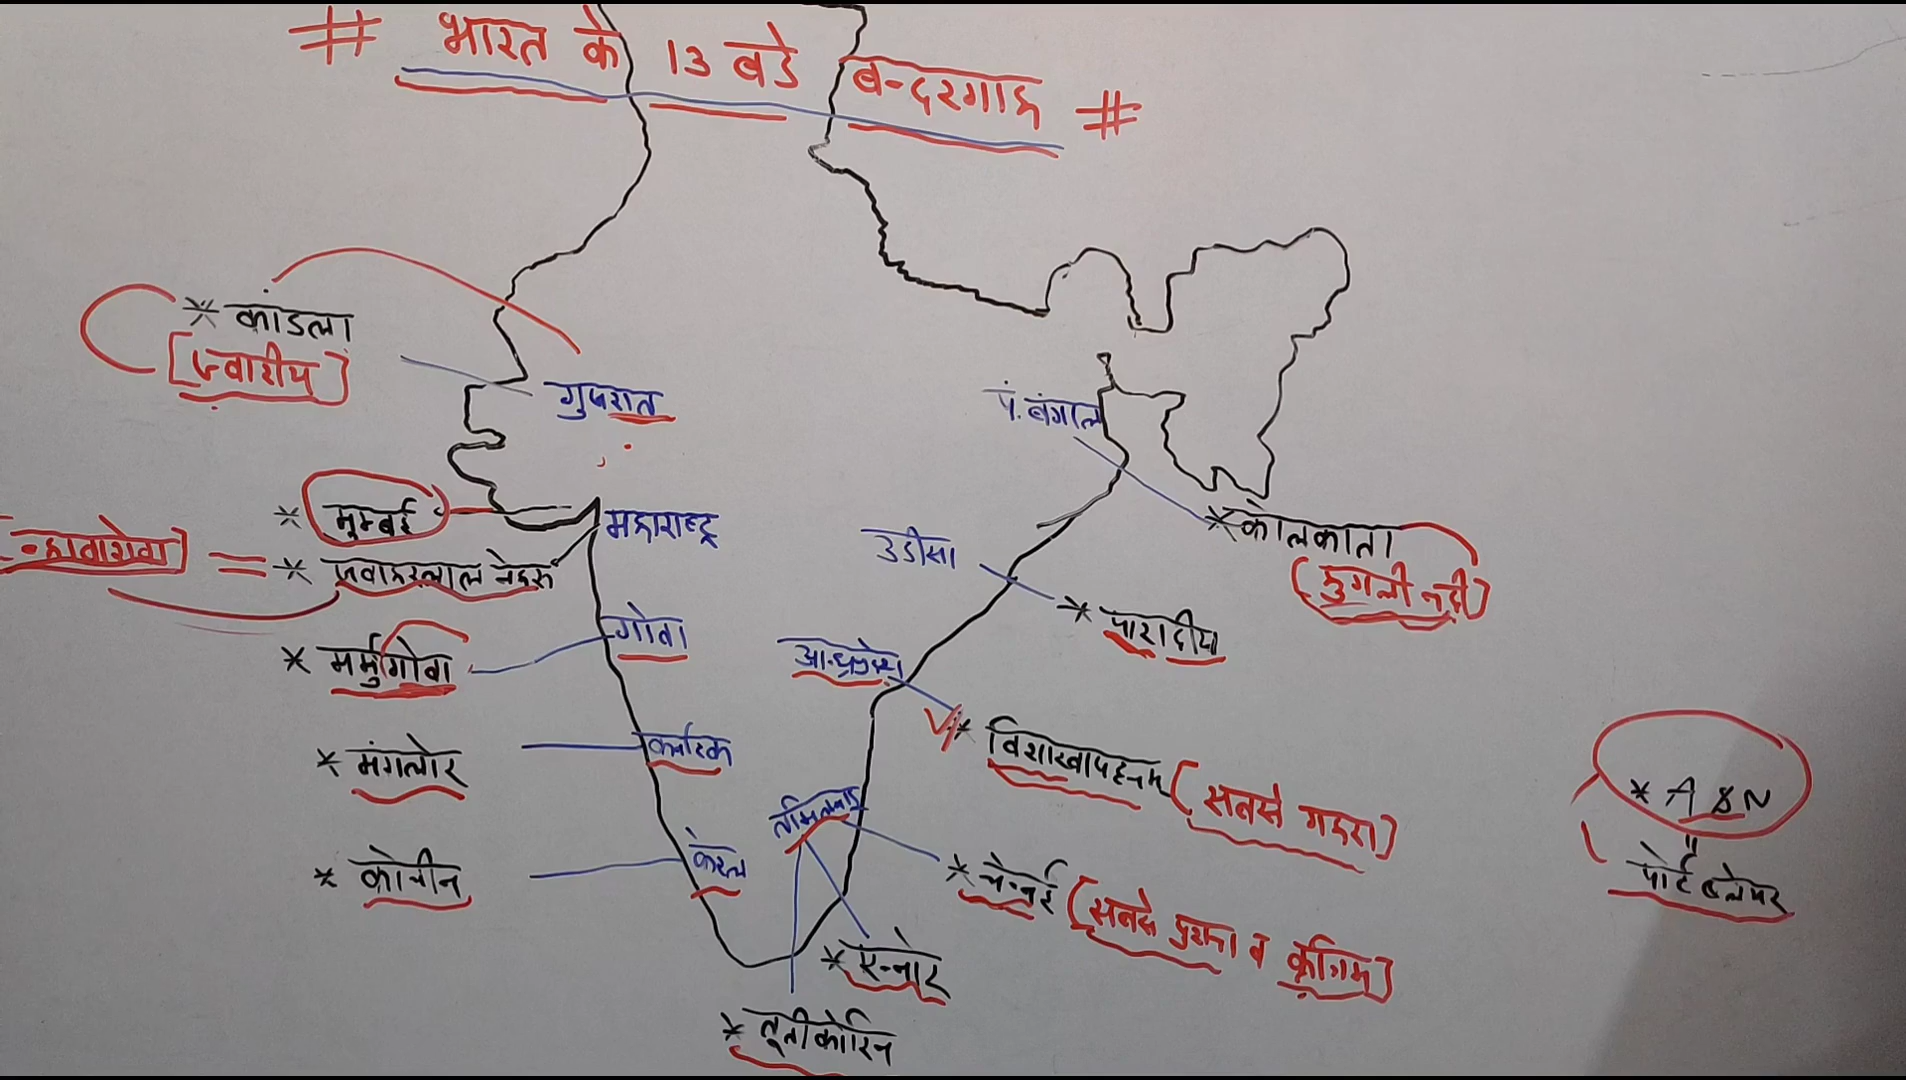 # भारत के 13 बडे बन्दरगाह #
* कांडला
[ज्वारीय]
गुजरात
* मुम्बई
महाराष्ट्र
[न्हावाशेवा] = * जवाहरलाल नेहरू
* मर्मुगोवा
गोवा
* मंगलोर
कर्नाटक
* कोचीन
केरल
पं. बंगाल
* कोलकाता
(हुगली नदी)
उडीसा
* पारादीप
आन्ध्रप्रदेश
* विशाखापट्टनम (सबसे गहरा]
तमिलनाडु
* चेन्नई (सबसे पुराना व कृत्रिम]
* एन्नोर
* तूतीकोरिन
* A & N
"
पोर्ट ब्लेयर